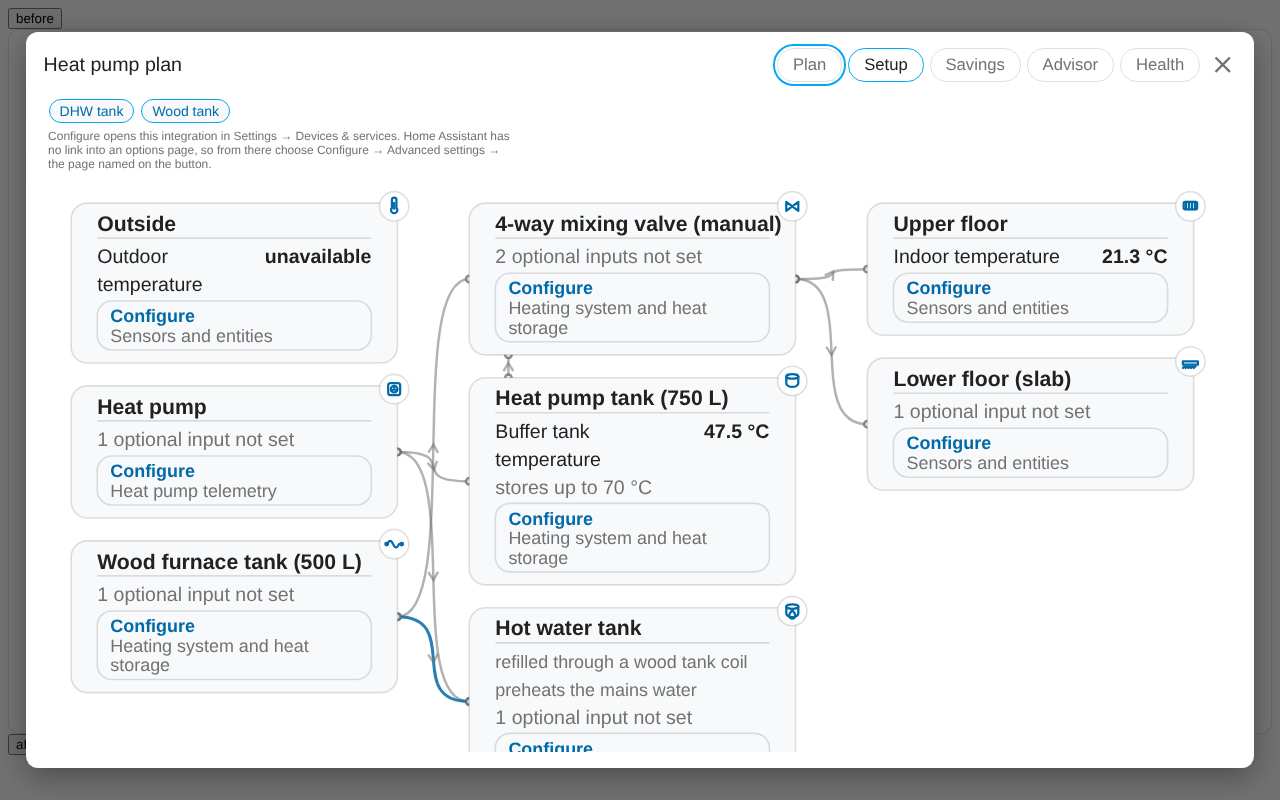 before
Heat pump plan
Plan
Setup
Savings
Advisor
Health
DHW tank
Wood tank
Configure opens this integration in Settings → Devices & services. Home Assistant has
no link into an options page, so from there choose Configure → Advanced settings →
the page named on the button.
Outside
Outdoor temperature
unavailable
Configure
Sensors and entities
Heat pump
1 optional input not set
Configure
Heat pump telemetry
Wood furnace tank (500 L)
1 optional input not set
Configure
Heating system and heat
storage
4-way mixing valve (manual)
2 optional inputs not set
Configure
Heating system and heat
storage
Heat pump tank (750 L)
Buffer tank temperature
47.5 °C
stores up to 70 °C
Configure
Heating system and heat
storage
Hot water tank
refilled through a wood tank coil
preheats the mains water
1 optional input not set
Configure
Upper floor
Indoor temperature
21.3 °C
Configure
Sensors and entities
Lower floor (slab)
1 optional input not set
Configure
Sensors and entities